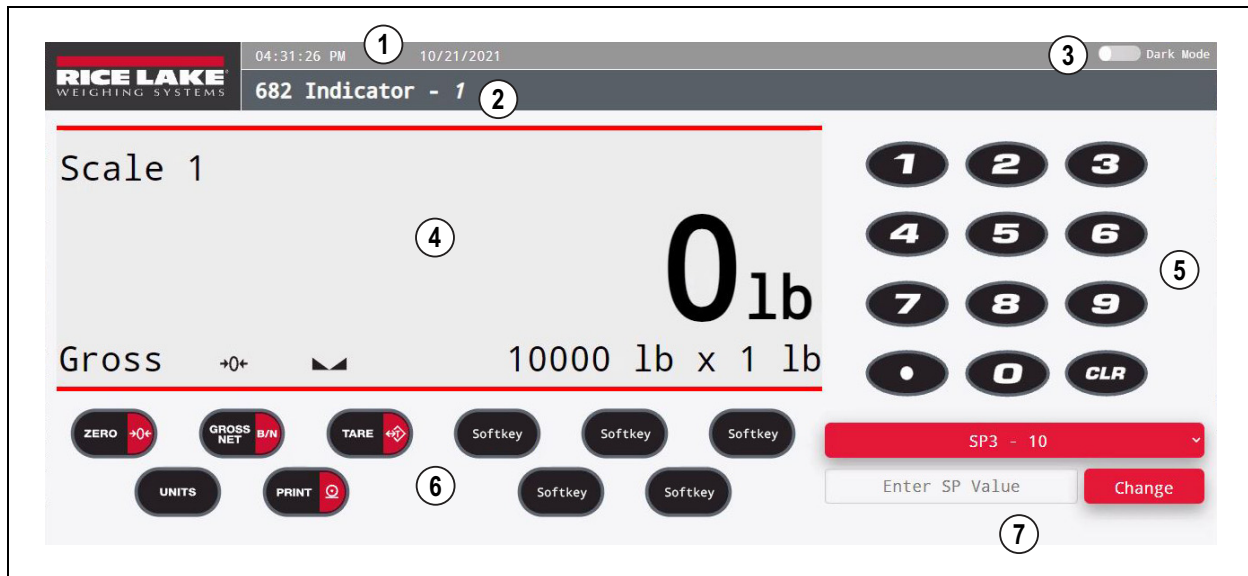 04:31:26 PM 1 10/21/2021 3 Dark Mode
RICE LAKE
WEIGHING SYSTEMS
682 Indicator - 1 2
Scale 1
4
0 lb
Gross →0← 10000 lb x 1 lb
1 2 3
4 5 6
5
7 8 9
• 0 CLR
ZERO →0← GROSS NET B/N TARE T Softkey Softkey Softkey
UNITS PRINT 6 Softkey Softkey
SP3 - 10
Enter SP Value Change
7